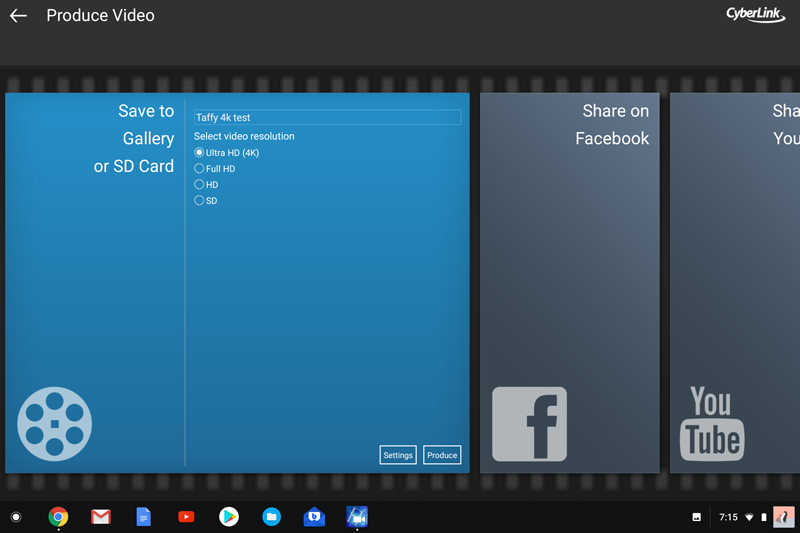 Produce Video
CyberLink
Save to
Gallery
or SD Card
Taffy 4k test
Select video resolution
Ultra HD (4K)
Full HD
HD
SD
Settings
Produce
Share on
Facebook
f
Sha
You
You
Tube
7:15